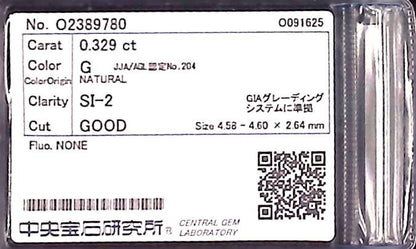 No. O2389780 O091625
Carat 0.329 ct
Color G JJA/AGL認定No.204
ColorOrigin NATURAL
Clarity SI-2 GIAグレーディング
システムに準拠
Cut GOOD Size 4.58 - 4.60 × 2.64 mm
Fluo. NONE
中央宝石研究所® CENTRAL GEM
LABORATORY